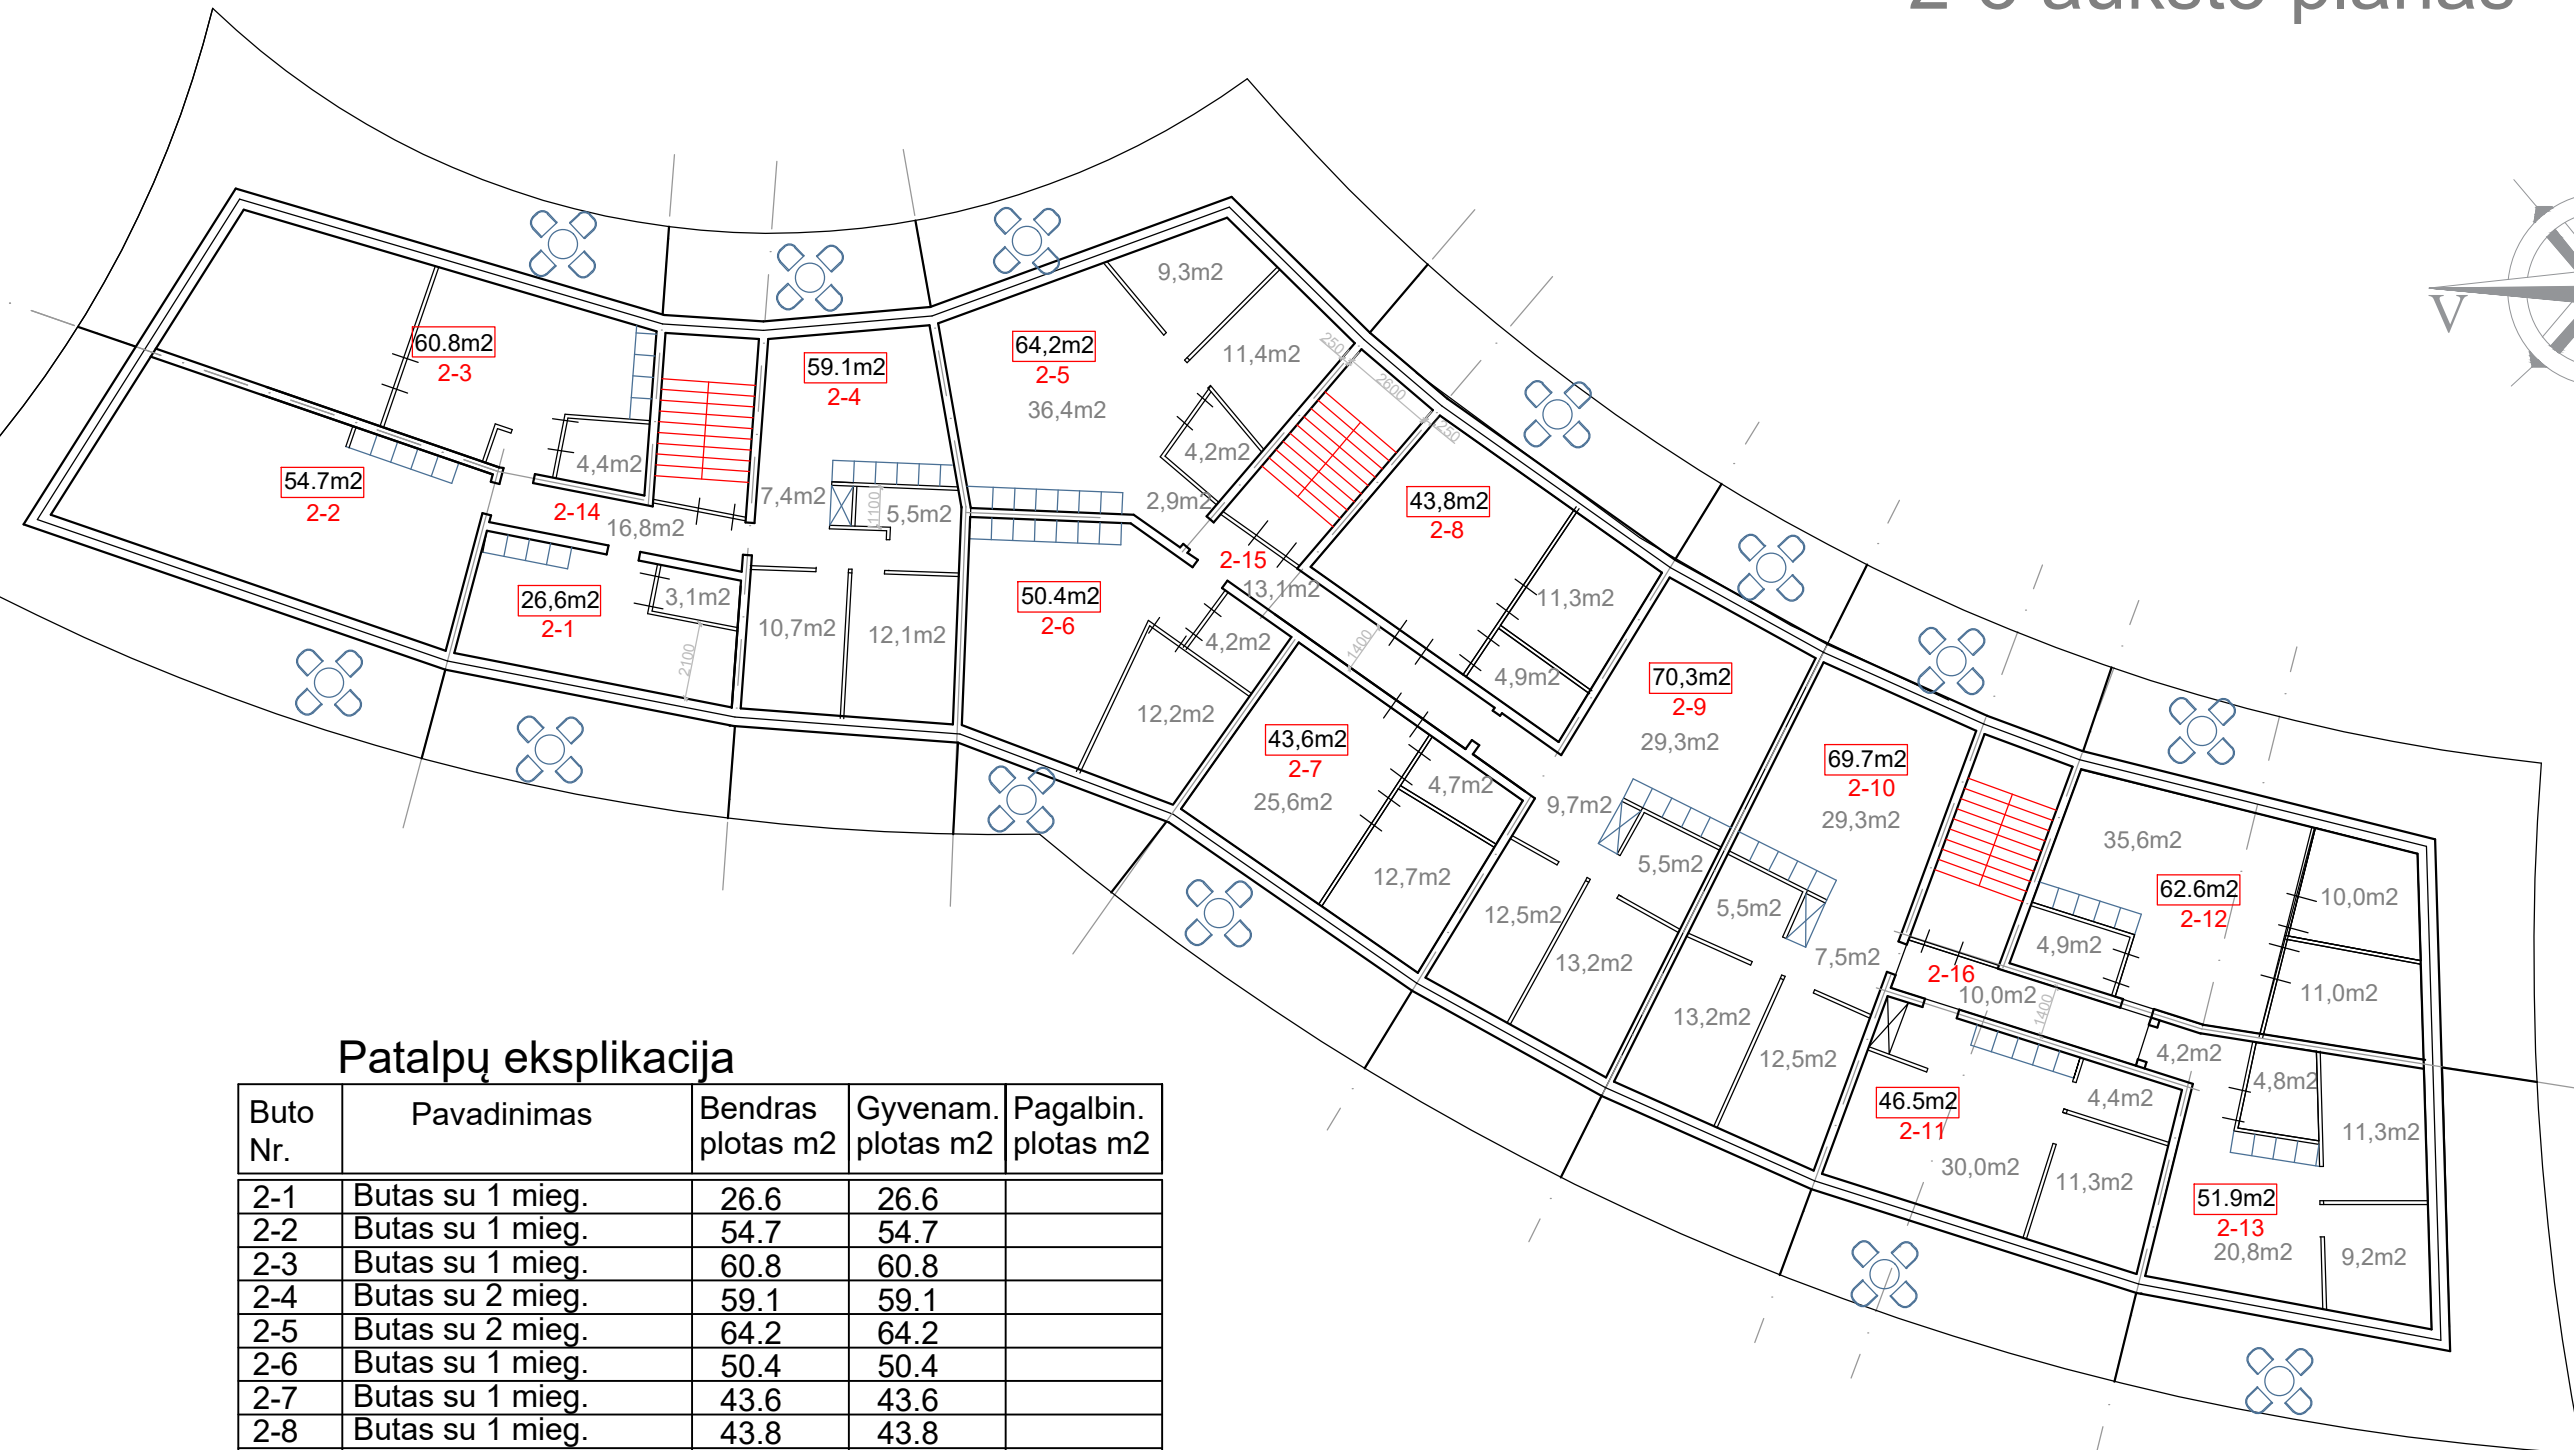 2-o aukšto planas
V
60.8m2
2-3
54.7m2
2-2
4,4m2
2-14
16,8m2
26,6m2
2-1
3,1m2
2100
59.1m2
2-4
7,4m2
1100
5,5m2
10,7m2
12,1m2
64,2m2
2-5
36,4m2
9,3m2
11,4m2
4,2m2
2,9m2
250
2600
250
2-15
13,1m2
50.4m2
2-6
4,2m2
12,2m2
1400
43,8m2
2-8
11,3m2
4,9m2
43,6m2
2-7
25,6m2
4,7m2
12,7m2
70,3m2
2-9
29,3m2
9,7m2
5,5m2
12,5m2
13,2m2
69.7m2
2-10
29,3m2
5,5m2
7,5m2
13,2m2
12,5m2
2-16
10,0m2
1400
35,6m2
62.6m2
2-12
4,9m2
10,0m2
11,0m2
46.5m2
2-11
30,0m2
4,4m2
11,3m2
4,2m2
4,8m2
11,3m2
51.9m2
2-13
20,8m2
9,2m2
Patalpų eksplikacija
Buto Nr. Pavadinimas Bendras plotas m2 Gyvenam. plotas m2 Pagalbin. plotas m2
2-1 Butas su 1 mieg. 26.6 26.6
2-2 Butas su 1 mieg. 54.7 54.7
2-3 Butas su 1 mieg. 60.8 60.8
2-4 Butas su 2 mieg. 59.1 59.1
2-5 Butas su 2 mieg. 64.2 64.2
2-6 Butas su 1 mieg. 50.4 50.4
2-7 Butas su 1 mieg. 43.6 43.6
2-8 Butas su 1 mieg. 43.8 43.8